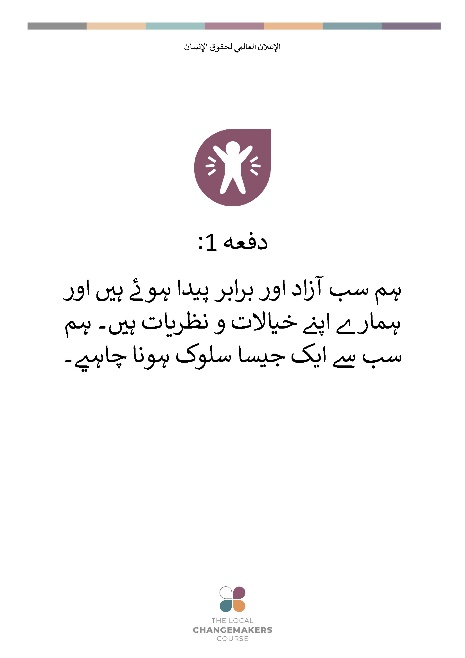 الإعلان العالمي لحقوق الإنسان
دفعہ 1:
ہم سب آزاد اور برابر پیدا ہوئے ہیں اور
ہمارے اپنے خیالات و نظریات ہیں۔ ہم
سب سے ایک جیسا سلوک ہونا چاہیے۔
THE LOCAL
CHANGEMAKERS
COURSE